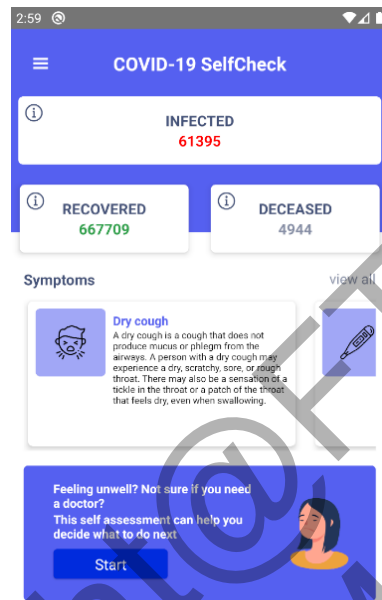 2:59
COVID-19 SelfCheck
INFECTED
61395
RECOVERED
667709
DECEASED
4944
Symptoms
view all
Dry cough
A dry cough is a cough that does not
produce mucus or phlegm from the
airways. A person with a dry cough may
experience a dry, scratchy, sore, or rough
throat. There may also be a sensation of a
tickle in the throat or a patch of the throat
that feels dry, even when swallowing.
Feeling unwell? Not sure if you need
a doctor?
This self assessment can help you
decide what to do next
Start